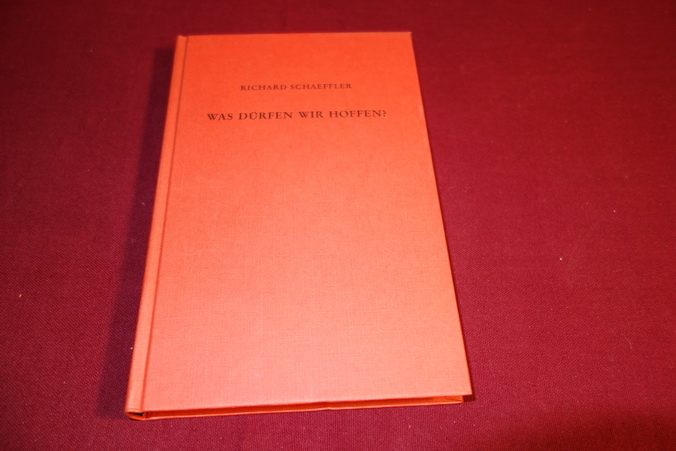 RICHARD SCHAEFFLER
WAS DÜRFEN WIR HOFFEN?